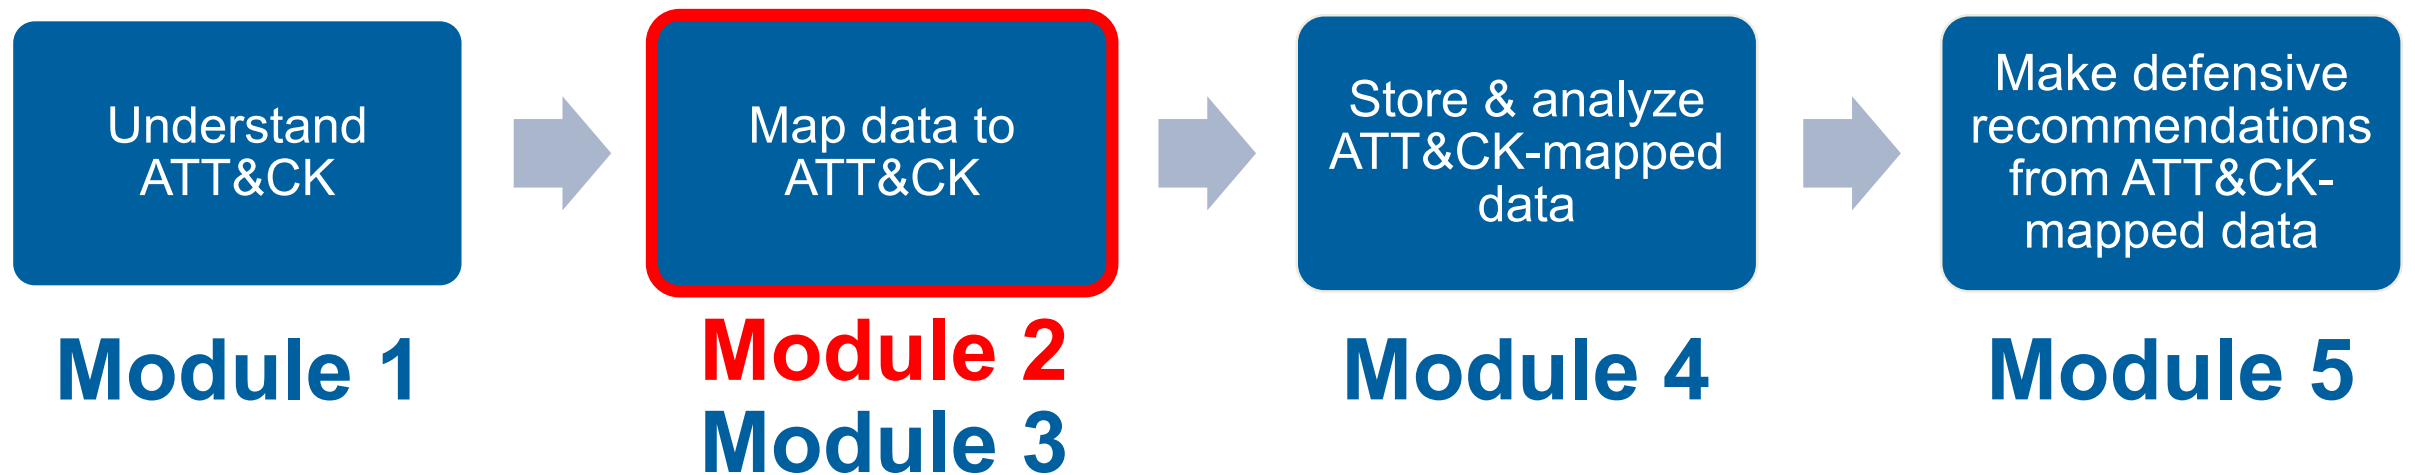 Understand
ATT&CK
Module 1
Map data to
ATT&CK
Module 2
Module 3
Store & analyze
ATT&CK-mapped
data
Module 4
Make defensive
recommendations
from ATT&CK-
mapped data
Module 5